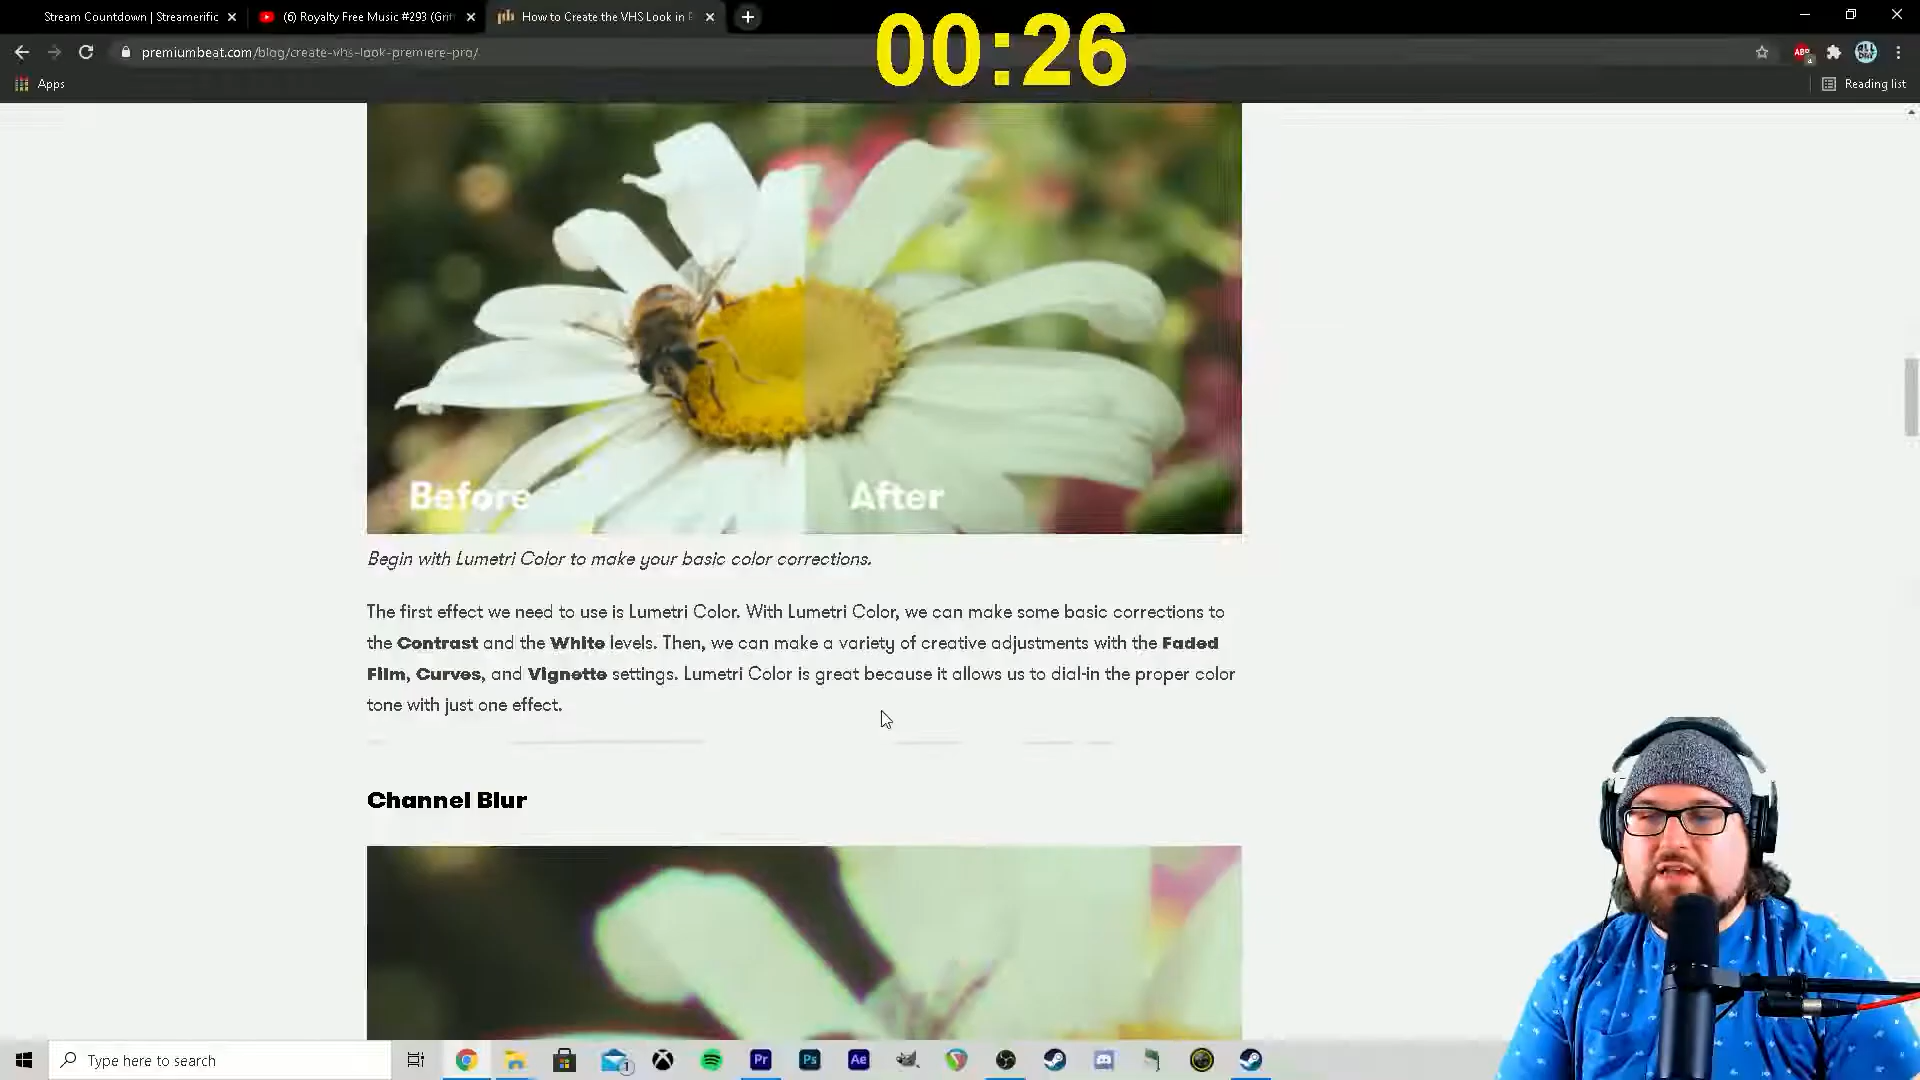 Stream Countdown | Streamerific
(6) Royalty Free Music #293 (Grit
How to Create the VHS Look in
00:26
premiumbeat.com/blog/create-vhs-look-premiere-pro/
ABP
Apps
Reading list
Before
After
Begin with Lumetri Color to make your basic color corrections.
The first effect we need to use is Lumetri Color. With Lumetri Color, we can make some basic corrections to
the Contrast and the White levels. Then, we can make a variety of creative adjustments with the Faded
Film, Curves, and Vignette settings. Lumetri Color is great because it allows us to dial-in the proper color
tone with just one effect.
Channel Blur
Type here to search
1
Pr
Ps
Ae